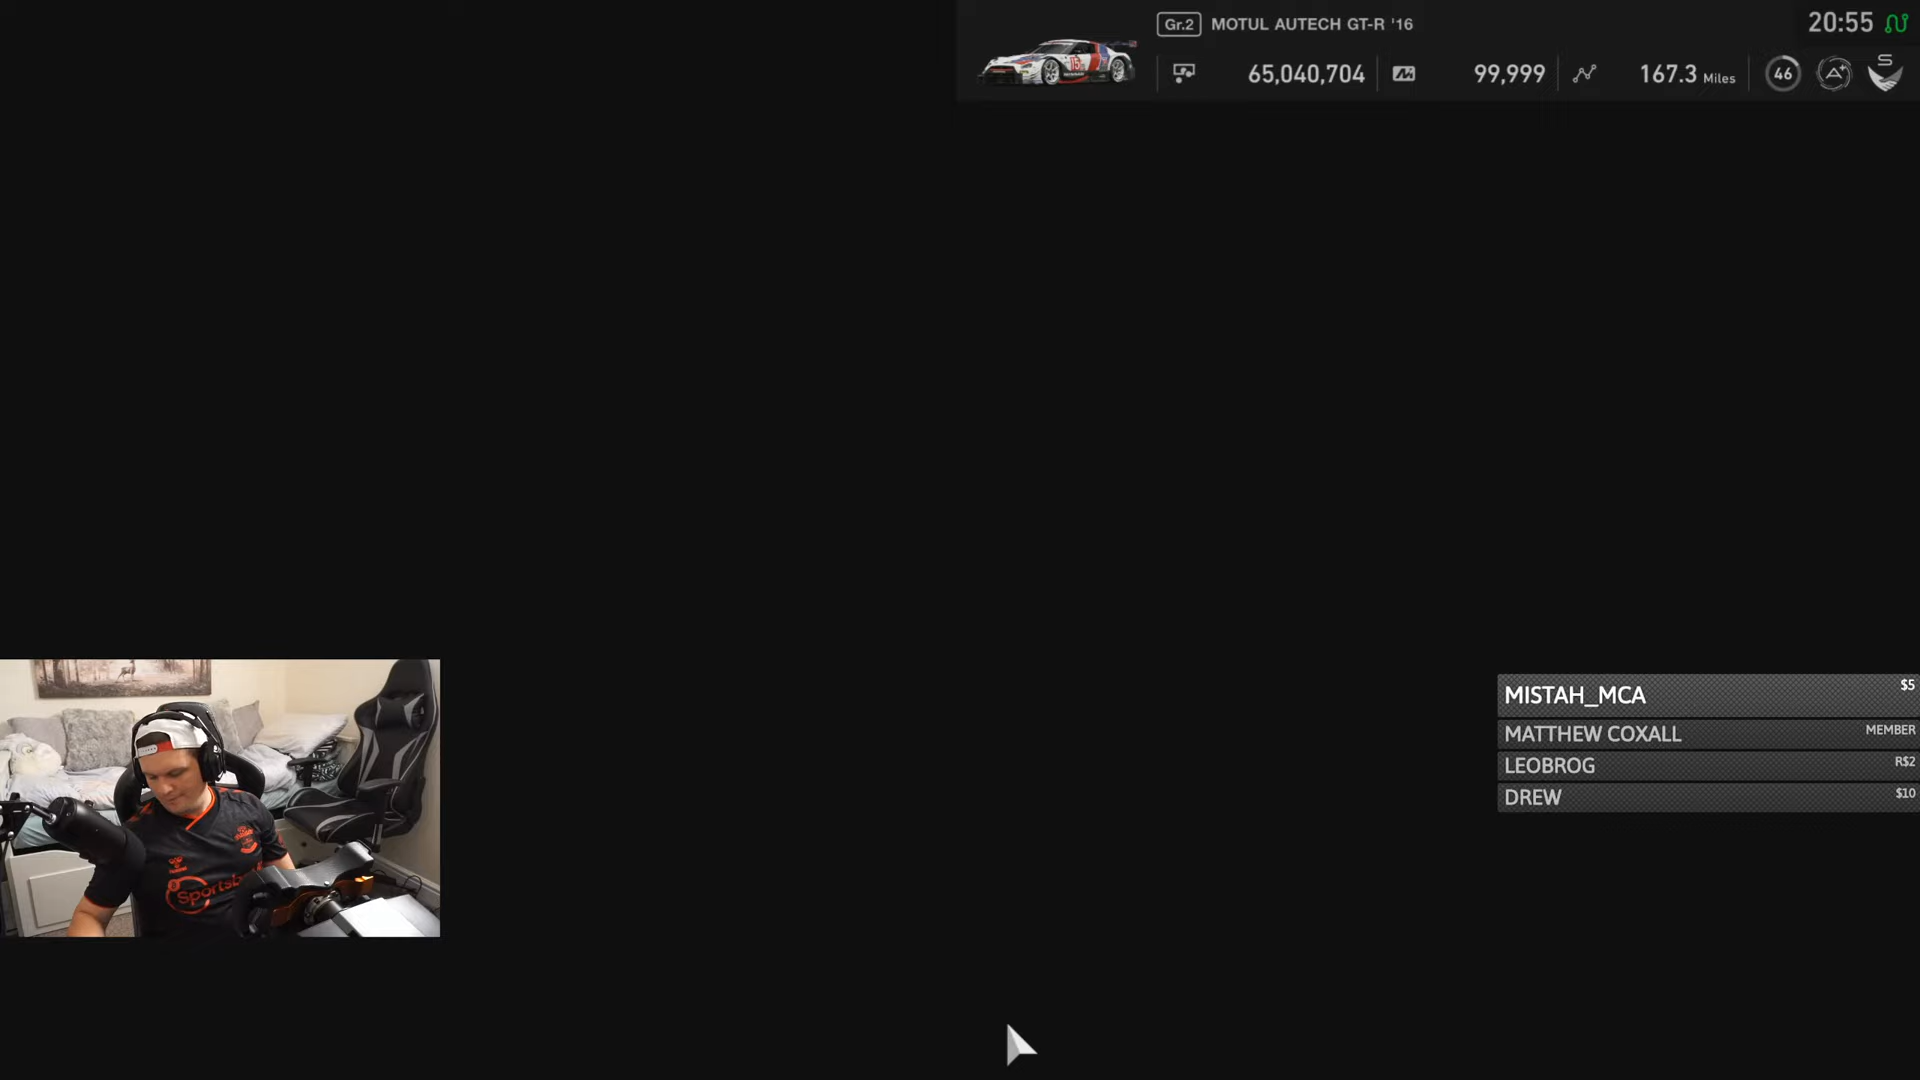 Gr.2 MOTUL AUTECH GT-R '16
20:55
65,040,704
99,999
167.3 Miles
46
A+
S
MISTAH_MCA $5
MATTHEW COXALL MEMBER
LEOBROG R$2
DREW $10